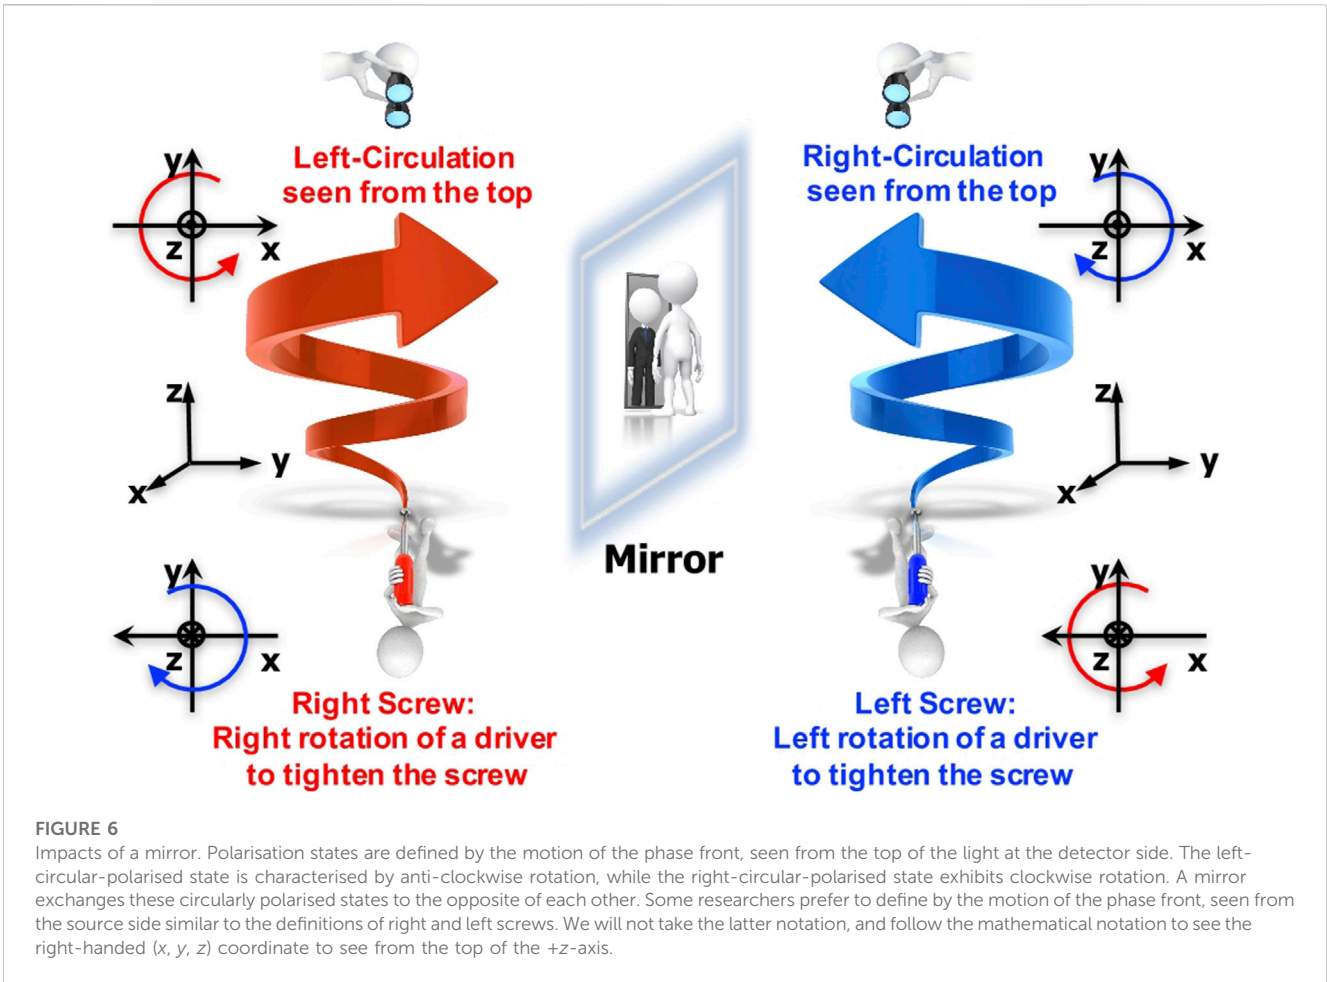 Left-Circulation
seen from the top
Right-Circulation
seen from the top
y
z
x
y
z
x
z
y
x
z
y
x
Mirror
y
z
x
y
z
x
Right Screw:
Right rotation of a driver
to tighten the screw
Left Screw:
Left rotation of a driver
to tighten the screw
FIGURE 6
Impacts of a mirror. Polarisation states are defined by the motion of the phase front, seen from the top of the light at the detector side. The left-
circular-polarised state is characterised by anti-clockwise rotation, while the right-circular-polarised state exhibits clockwise rotation. A mirror
exchanges these circularly polarised states to the opposite of each other. Some researchers prefer to define by the motion of the phase front, seen from
the source side similar to the definitions of right and left screws. We will not take the latter notation, and follow the mathematical notation to see the
right-handed (x, y, z) coordinate to see from the top of the +z-axis.